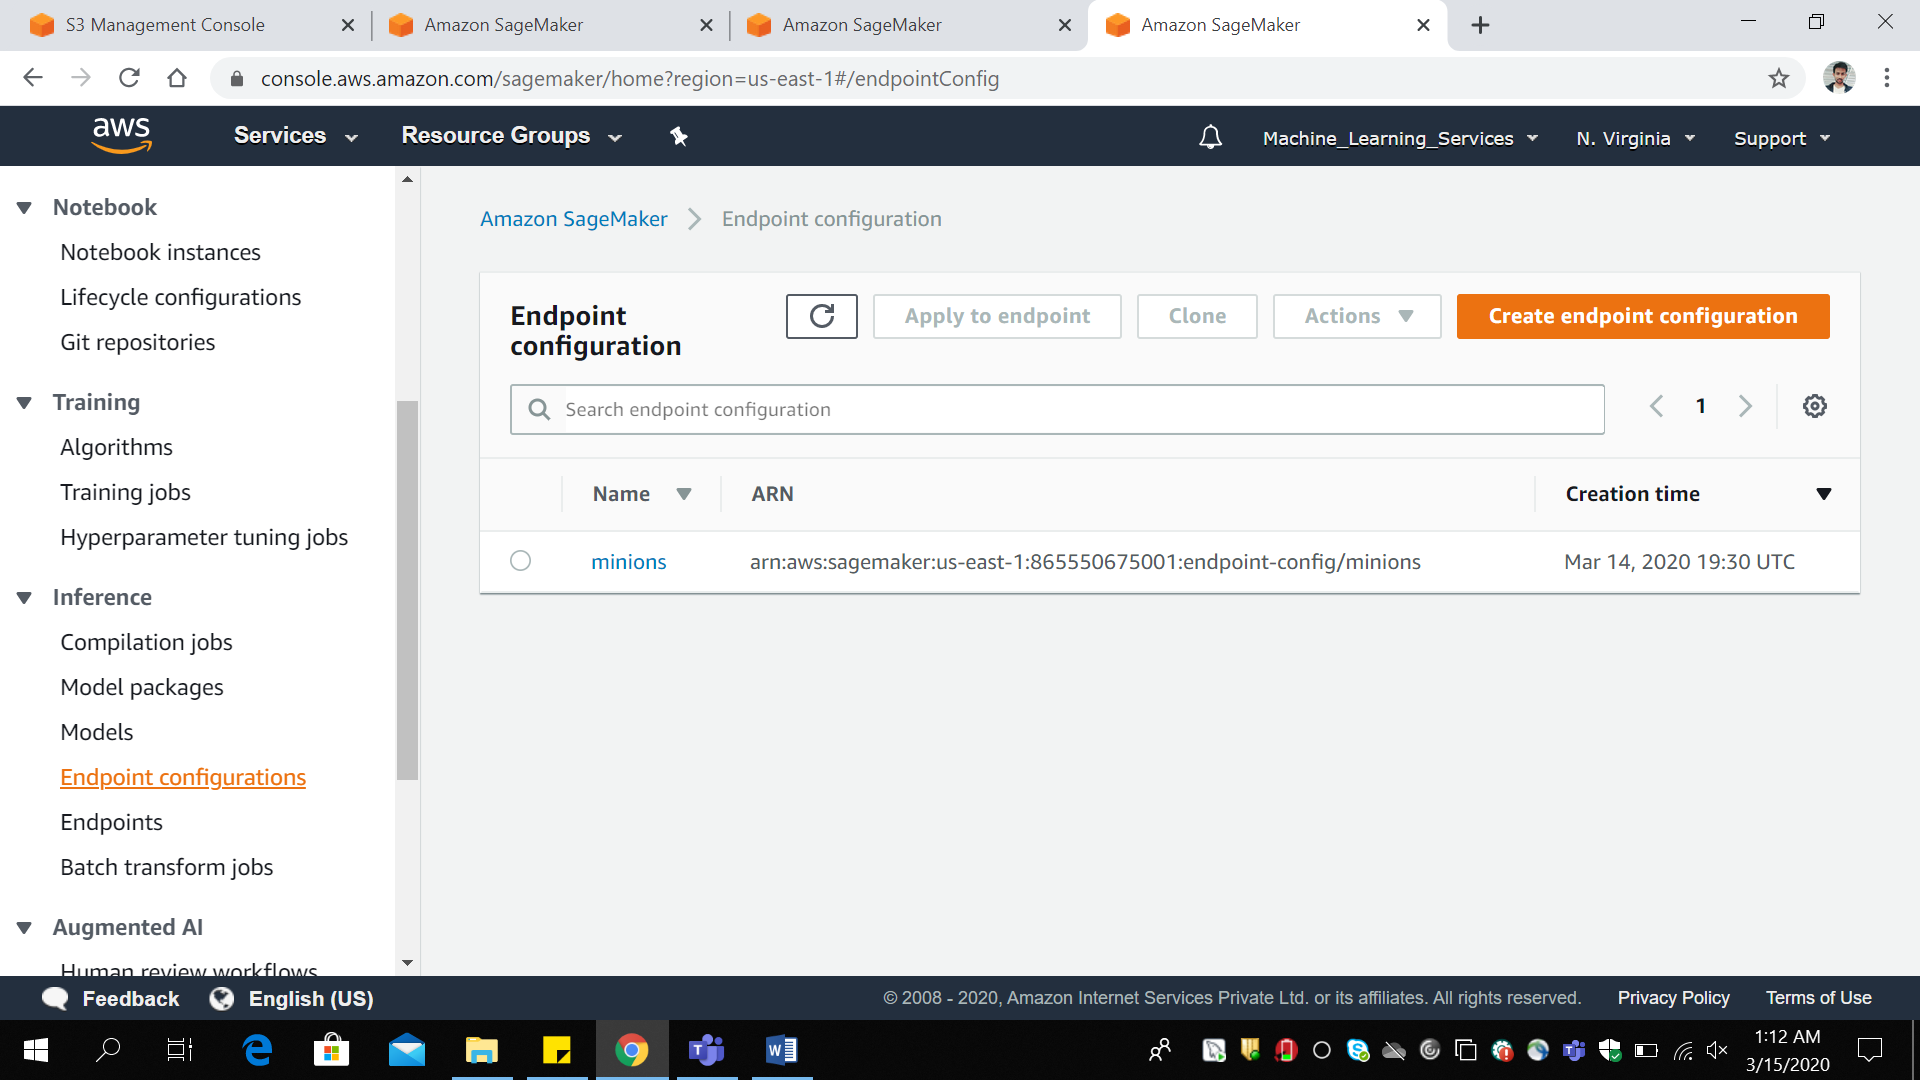 S3 Management Console
Amazon SageMaker
Amazon SageMaker
Amazon SageMaker
console.aws.amazon.com/sagemaker/home?region=us-east-1#/endpointConfig
aws
Services
Resource Groups
Machine_Learning_Services
N. Virginia
Support
Notebook
Notebook instances
Lifecycle configurations
Git repositories
Training
Algorithms
Training jobs
Hyperparameter tuning jobs
Inference
Compilation jobs
Model packages
Models
Endpoint configurations
Endpoints
Batch transform jobs
Augmented AI
Human review workflows
Amazon SageMaker
Endpoint configuration
Endpoint
configuration
Apply to endpoint
Clone
Actions
Create endpoint configuration
Search endpoint configuration
1
Name
ARN
Creation time
minions
arn:aws:sagemaker:us-east-1:865550675001:endpoint-config/minions
Mar 14, 2020 19:30 UTC
Feedback
English (US)
© 2008 - 2020, Amazon Internet Services Private Ltd. or its affiliates. All rights reserved.
Privacy Policy
Terms of Use
1:12 AM
3/15/2020